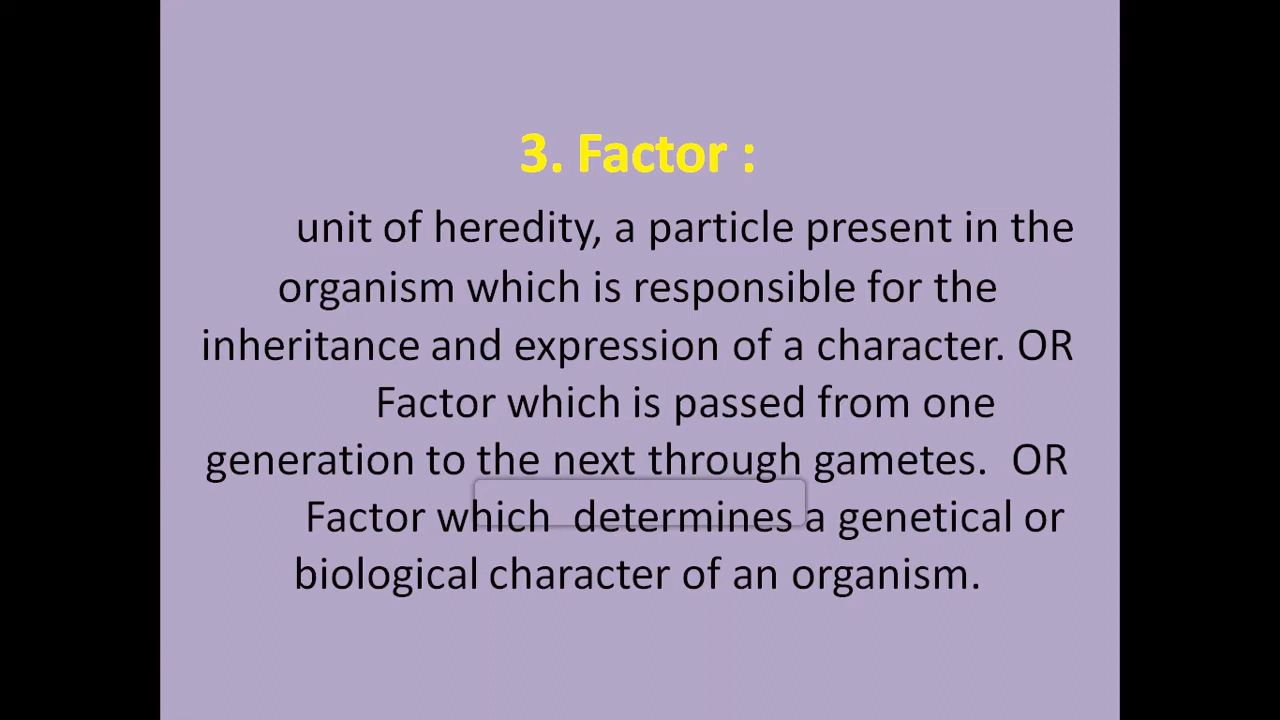 3. Factor :
unit of heredity, a particle present in the
organism which is responsible for the
inheritance and expression of a character. OR
Factor which is passed from one
generation to the next through gametes.  OR
Factor which  determines a genetical or
biological character of an organism.